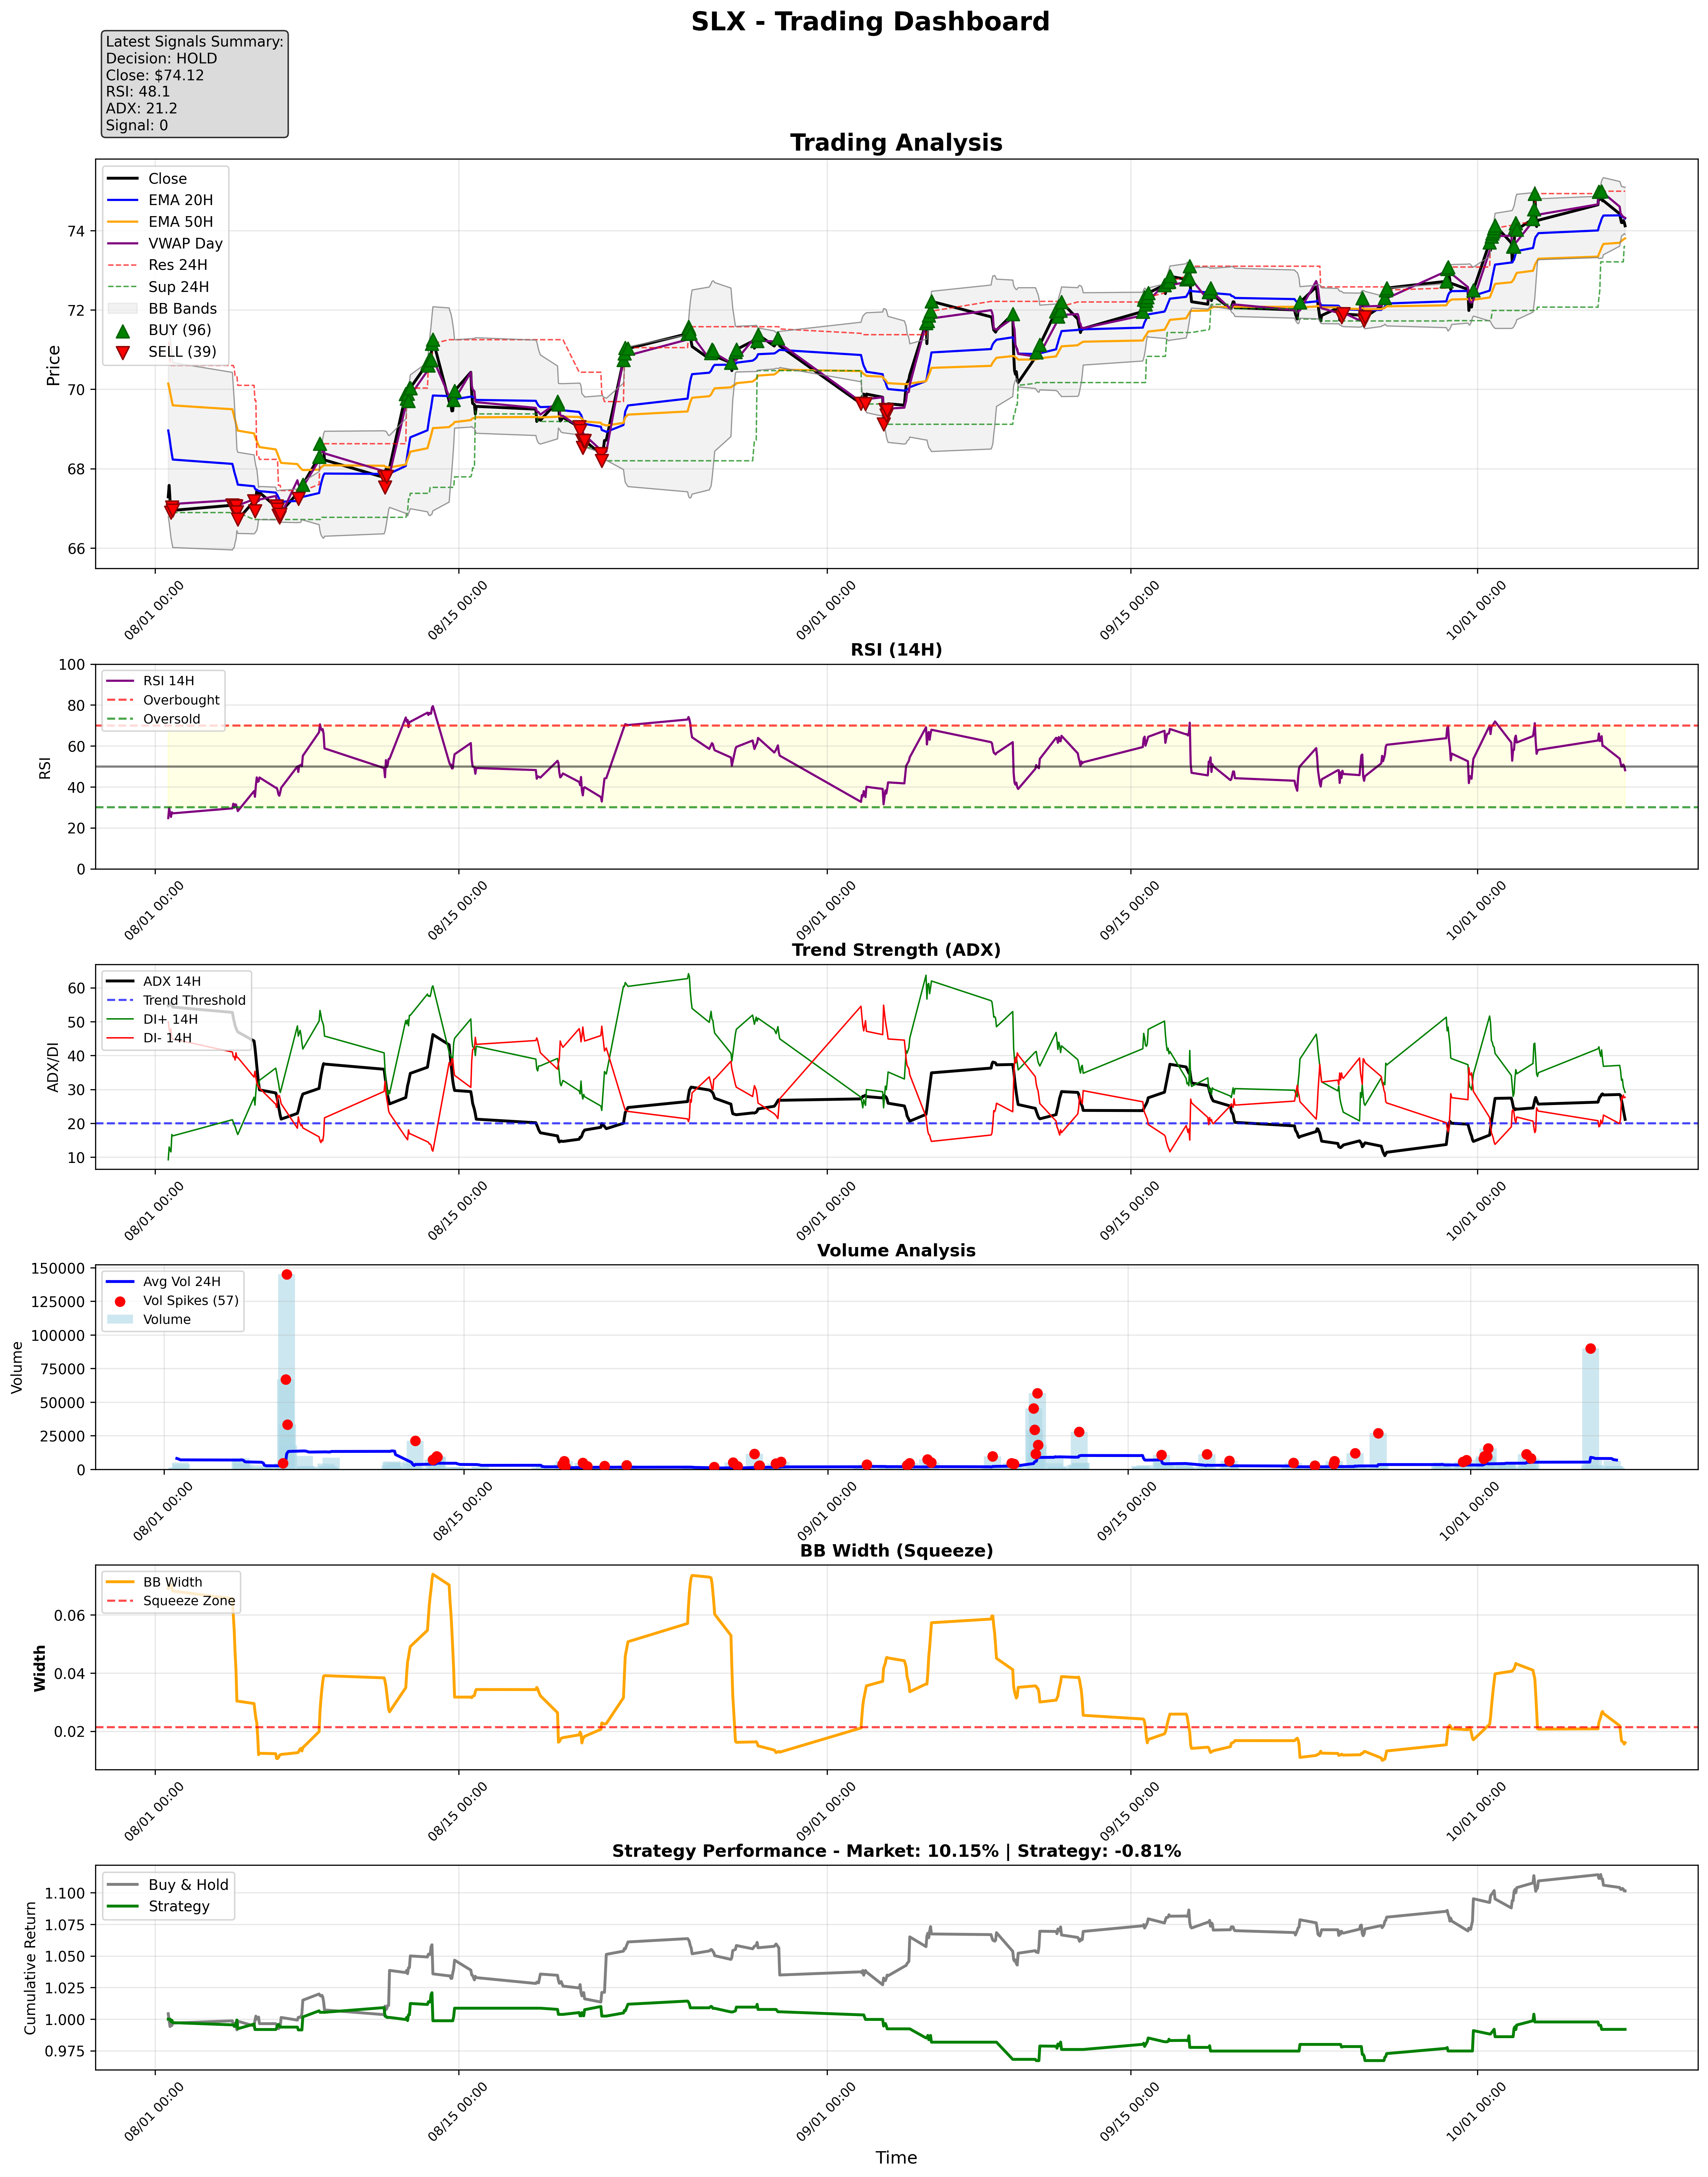 SLX - Trading Dashboard
Latest Signals Summary:
Decision: HOLD
Close: $74.12
RSI: 48.1
ADX: 21.2
Signal: 0
Trading Analysis
Close
EMA 20H
EMA 50H
VWAP Day
Res 24H
Sup 24H
BB Bands
BUY (96)
SELL (39)
Price
74
72
70
68
66
08/01 00:00
08/15 00:00
09/01 00:00
09/15 00:00
10/01 00:00
RSI (14H)
RSI 14H
Overbought
Oversold
RSI
100
80
60
40
20
0
08/01 00:00
08/15 00:00
09/01 00:00
09/15 00:00
10/01 00:00
Trend Strength (ADX)
ADX 14H
Trend Threshold
DI+ 14H
DI- 14H
ADX/DI
60
50
40
30
20
10
08/01 00:00
08/15 00:00
09/01 00:00
09/15 00:00
10/01 00:00
Volume Analysis
Avg Vol 24H
Vol Spikes (57)
Volume
Volume
150000
125000
100000
75000
50000
25000
0
08/01 00:00
08/15 00:00
09/01 00:00
09/15 00:00
10/01 00:00
BB Width (Squeeze)
BB Width
Squeeze Zone
Width
0.06
0.04
0.02
08/01 00:00
08/15 00:00
09/01 00:00
09/15 00:00
10/01 00:00
Strategy Performance - Market: 10.15% | Strategy: -0.81%
Buy & Hold
Strategy
Cumulative Return
1.100
1.075
1.050
1.025
1.000
0.975
08/01 00:00
08/15 00:00
09/01 00:00
09/15 00:00
10/01 00:00
Time